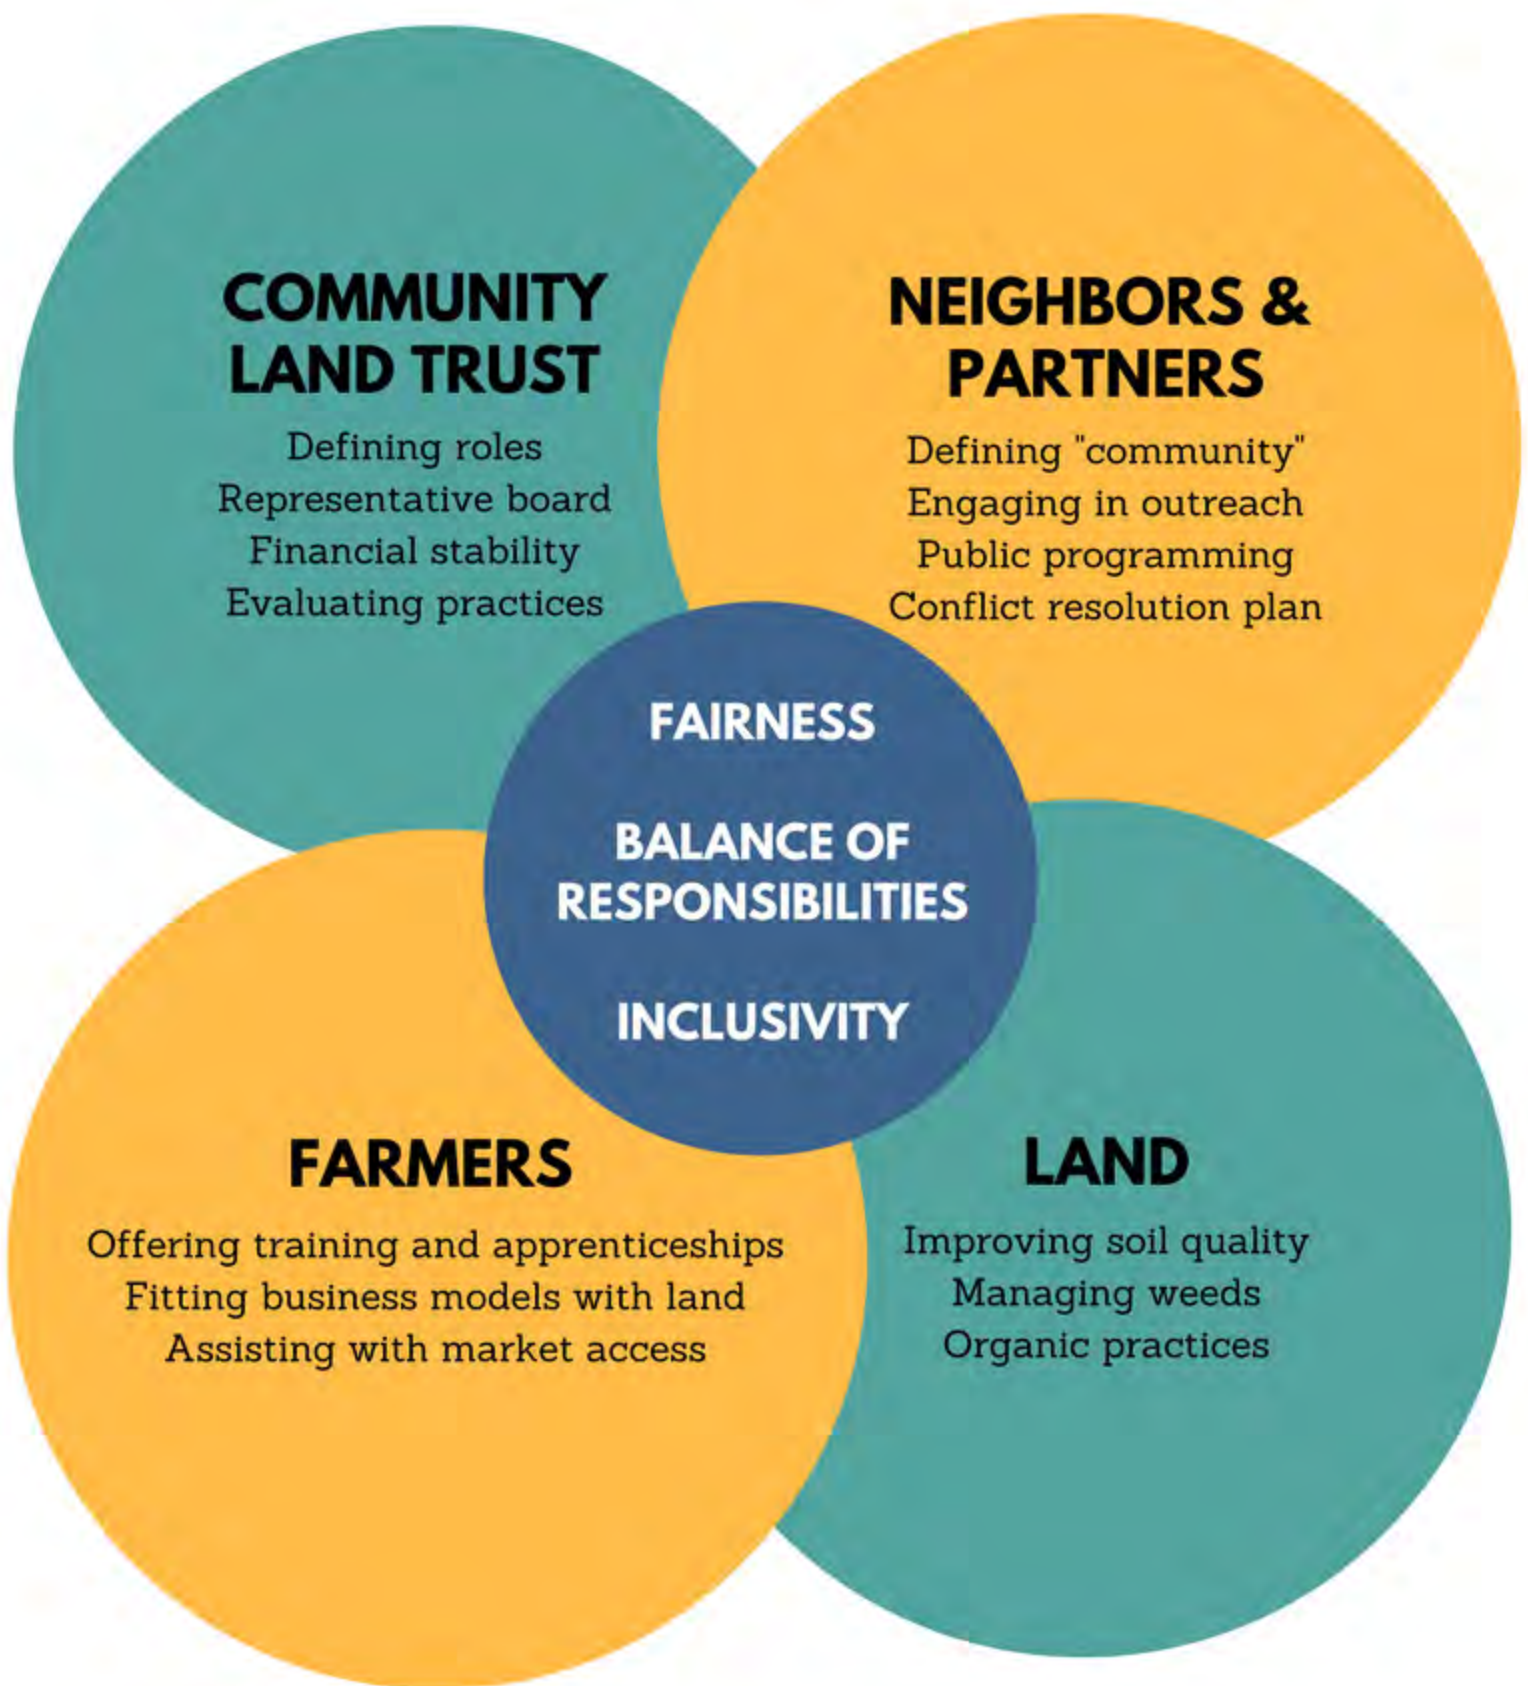 COMMUNITY
LAND TRUST
Defining roles
Representative board
Financial stability
Evaluating practices
NEIGHBORS &
PARTNERS
Defining "community"
Engaging in outreach
Public programming
Conflict resolution plan
FAIRNESS
BALANCE OF
RESPONSIBILITIES
INCLUSIVITY
FARMERS
Offering training and apprenticeships
Fitting business models with land
Assisting with market access
LAND
Improving soil quality
Managing weeds
Organic practices